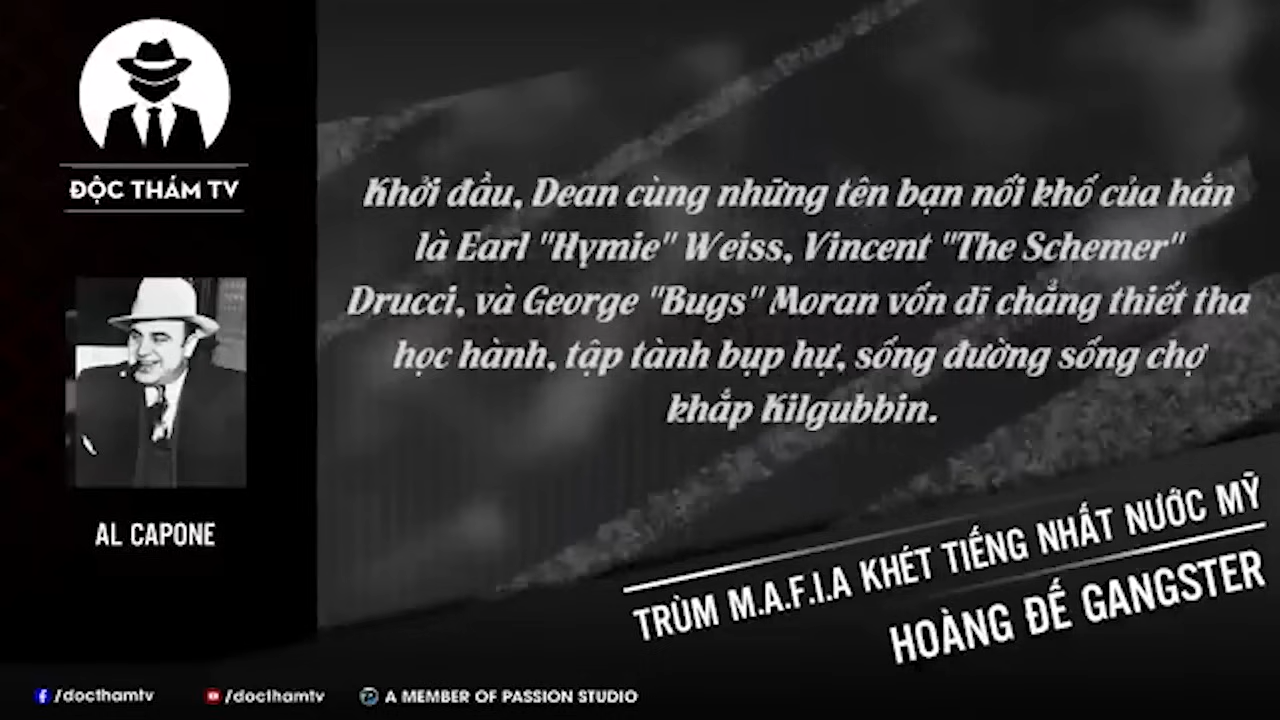 ĐỘC THÁM TV
AL CAPONE
Khởi đầu, Dean cùng những tên bạn nối khố của hắn
là Earl "Hymie" Weiss, Vincent "The Schemer"
Drucci, và George "Bugs" Moran vốn dĩ chẳng thiết tha
học hành, tập tành bụp hự, sống đường sống chợ
khắp Kilgubbin.
TRÙM M.A.F.I.A KHÉT TIẾNG NHẤT NƯỚC MỸ
HOÀNG ĐẾ GANGSTER
/docthamtv
/docthamtv
A MEMBER OF PASSION STUDIO